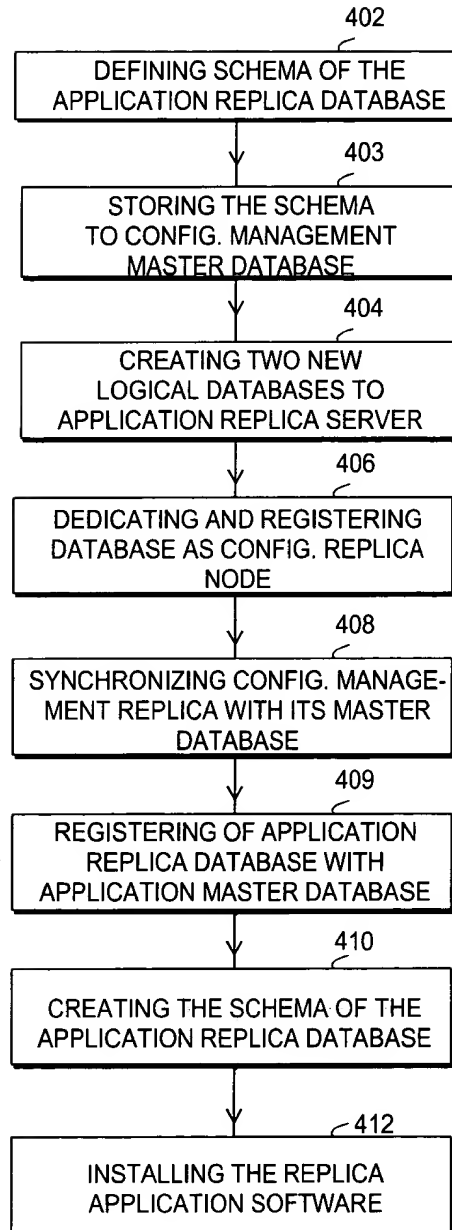 402
DEFINING SCHEMA OF THE
APPLICATION REPLICA DATABASE
403
STORING THE SCHEMA
TO CONFIG. MANAGEMENT
MASTER DATABASE
404
CREATING TWO NEW
LOGICAL DATABASES TO
APPLICATION REPLICA SERVER
406
DEDICATING AND REGISTERING
DATABASE AS CONFIG. REPLICA
NODE
408
SYNCHRONIZING CONFIG. MANAGE-
MENT REPLICA WITH ITS MASTER
DATABASE
409
REGISTERING OF APPLICATION
REPLICA DATABASE WITH
APPLICATION MASTER DATABASE
410
CREATING THE SCHEMA OF THE
APPLICATION REPLICA DATABASE
412
INSTALLING THE REPLICA
APPLICATION SOFTWARE